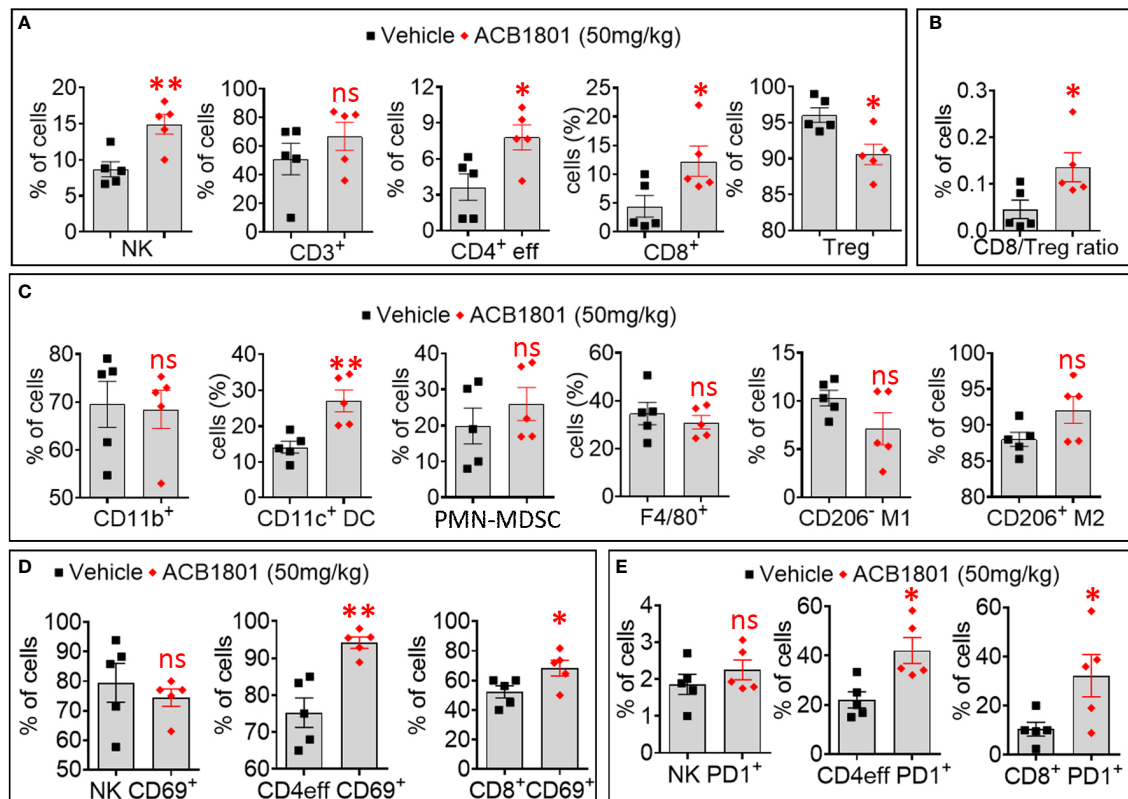 A
■ Vehicle ♦ ACB1801 (50mg/kg)
% of cells
20
15
10
5
0
**
NK
% of cells
100
80
60
40
20
0
ns
CD3+
% of cells
12
9
6
3
0
*
CD4+ eff
cells (%)
25
20
15
10
5
0
*
CD8+
% of cells
100
95
90
85
80
*
Treg
B
% of cells
0.3
0.2
0.1
0.0
*
CD8/Treg ratio
C
■ Vehicle ♦ ACB1801 (50mg/kg)
% of cells
80
70
60
50
ns
CD11b+
cells (%)
40
30
20
10
0
**
CD11c+ DC
% of cells
40
30
20
10
0
ns
PMN-MDSC
cells (%)
60
40
20
0
ns
F4/80+
% of cells
15
10
5
0
ns
CD206- M1
% of cells
100
95
90
85
80
ns
CD206+ M2
D
■ Vehicle ♦ ACB1801 (50mg/kg)
% of cells
100
90
80
70
60
50
ns
NK CD69+
% of cells
100
90
80
70
60
**
CD4eff CD69+
% of cells
100
80
60
40
20
0
*
CD8+CD69+
E
■ Vehicle ♦ ACB1801 (50mg/kg)
% of cells
4
3
2
1
0
ns
NK PD1+
% of cells
60
40
20
0
*
CD4eff PD1+
% of cells
60
40
20
0
*
CD8+ PD1+